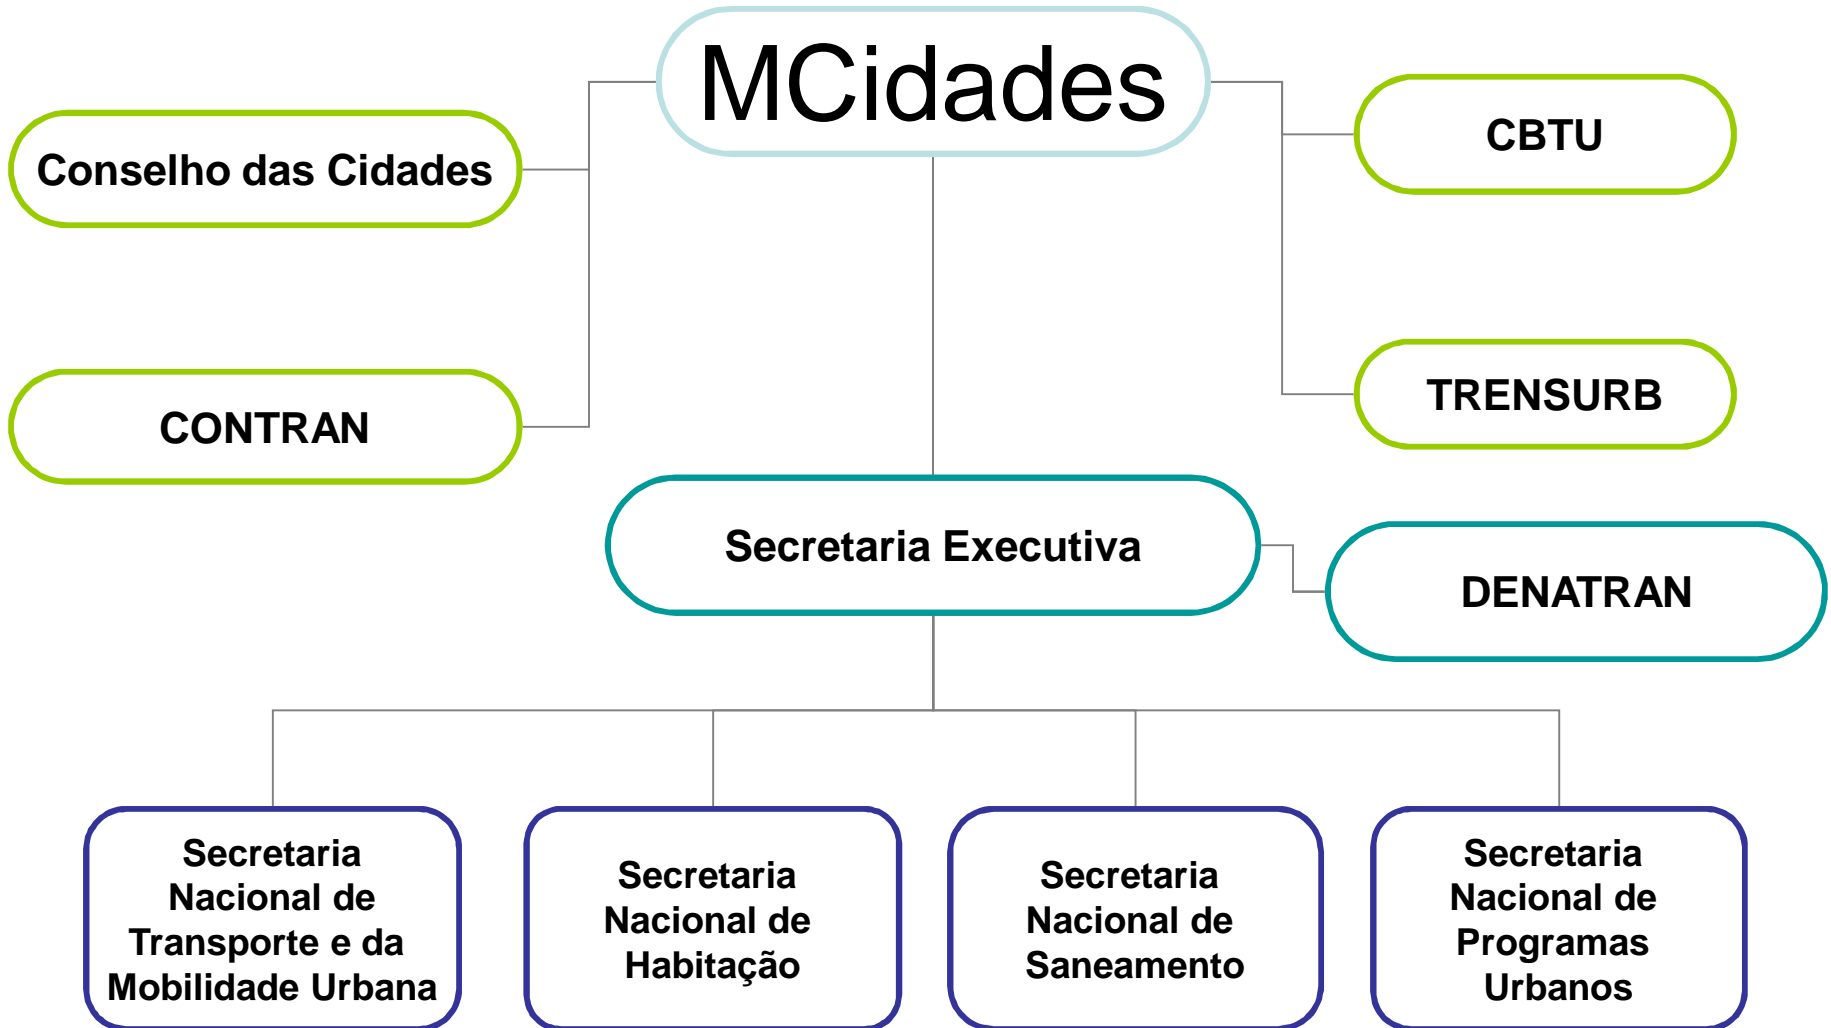 MCidades
Conselho das Cidades
CBTU
CONTRAN
TRENSURB
Secretaria Executiva
DENATRAN
Secretaria
Nacional de
Transporte e da
Mobilidade Urbana
Secretaria
Nacional de
Habitação
Secretaria
Nacional de
Saneamento
Secretaria
Nacional de
Programas
Urbanos